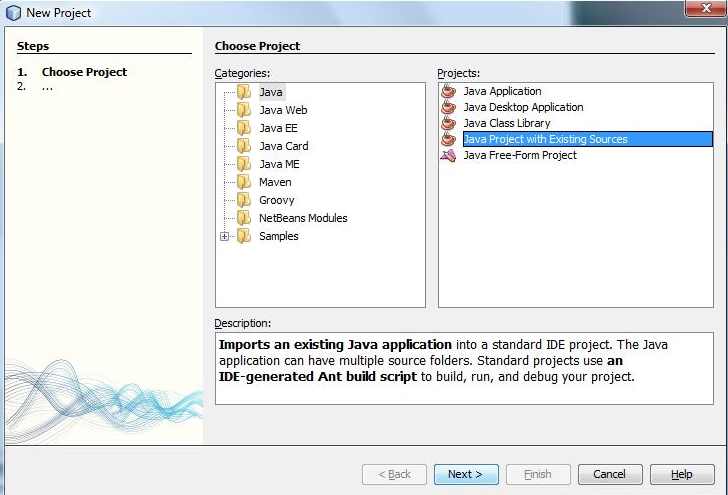 New Project
Steps
1. Choose Project
2. ...
Choose Project
Categories:
Java
Java Web
Java EE
Java Card
Java ME
Maven
Groovy
NetBeans Modules
Samples
Projects:
Java Application
Java Desktop Application
Java Class Library
Java Project with Existing Sources
Java Free-Form Project
Description:
Imports an existing Java application into a standard IDE project. The Java
application can have multiple source folders. Standard projects use an
IDE-generated Ant build script to build, run, and debug your project.
< Back
Next >
Finish
Cancel
Help